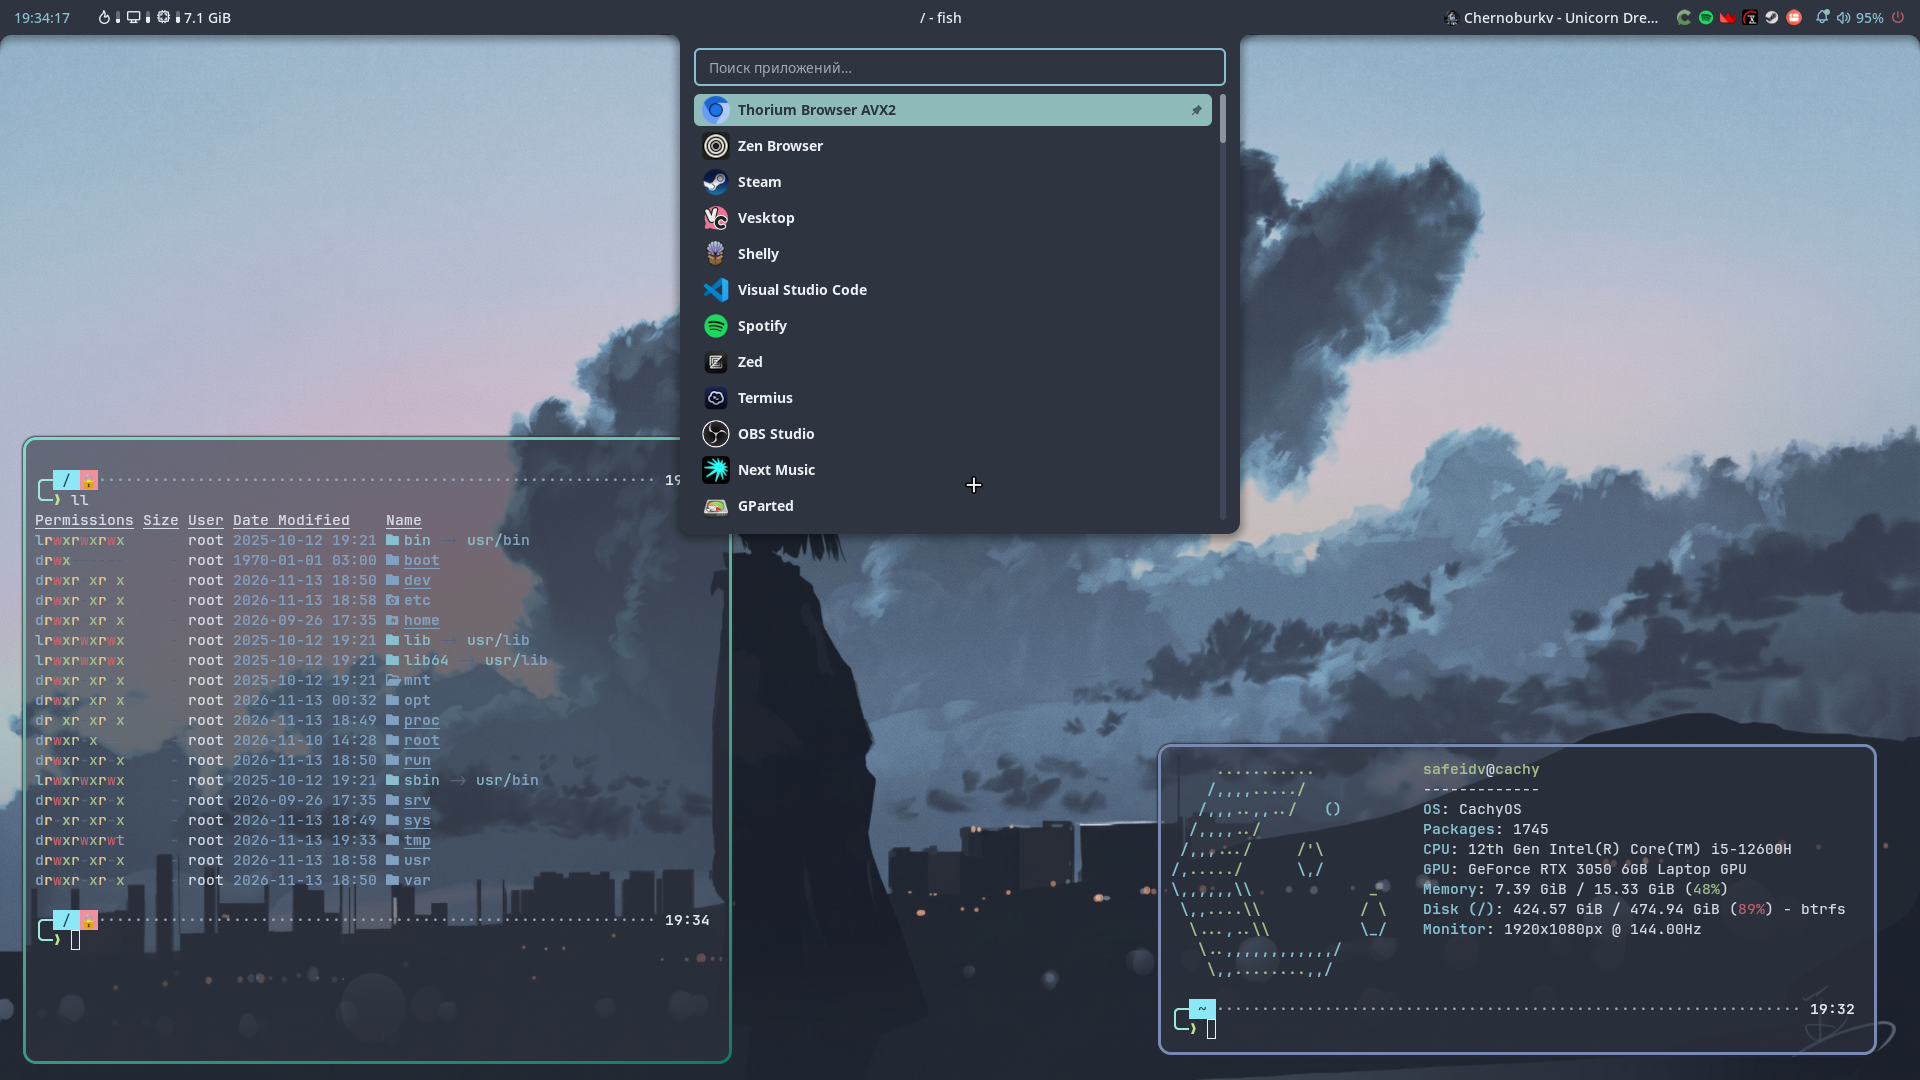 19:34:17 7.1 GiB
/ - fish
Chernoburkv - Unicorn Dre... 95%
Поиск приложений...
Thorium Browser AVX2
Zen Browser
Steam
Vesktop
Shelly
Visual Studio Code
Spotify
Zed
Termius
OBS Studio
Next Music
GParted
/ 19
❯ ll
Permissions Size User Date Modified Name
lrwxrwxrwx - root 2025-10-12 19:21 bin → usr/bin
drwx------ - root 1970-01-01 03:00 boot
drwxr-xr-x - root 2026-11-13 18:50 dev
drwxr-xr-x - root 2026-11-13 18:58 etc
drwxr-xr-x - root 2026-09-26 17:35 home
lrwxrwxrwx - root 2025-10-12 19:21 lib → usr/lib
lrwxrwxrwx - root 2025-10-12 19:21 lib64 → usr/lib
drwxr-xr-x - root 2025-10-12 19:21 mnt
drwxr-xr-x - root 2026-11-13 00:32 opt
dr-xr-xr-x - root 2026-11-13 18:49 proc
drwxr-x--- - root 2026-11-10 14:28 root
drwxr-xr-x - root 2026-11-13 18:50 run
lrwxrwxrwx - root 2025-10-12 19:21 sbin → usr/bin
drwxr-xr-x - root 2026-09-26 17:35 srv
dr-xr-xr-x - root 2026-11-13 18:49 sys
drwxrwxrwt - root 2026-11-13 19:33 tmp
drwxr-xr-x - root 2026-11-13 18:58 usr
drwxr-xr-x - root 2026-11-13 18:50 var
/ 19:34
❯
safeidv@cachy
-------------
OS: CachyOS
Packages: 1745
CPU: 12th Gen Intel(R) Core(TM) i5-12600H
GPU: GeForce RTX 3050 6GB Laptop GPU
Memory: 7.39 GiB / 15.33 GiB (48%)
Disk (/): 424.57 GiB / 474.94 GiB (89%) - btrfs
Monitor: 1920x1080px @ 144.00Hz
~ 19:32
❯